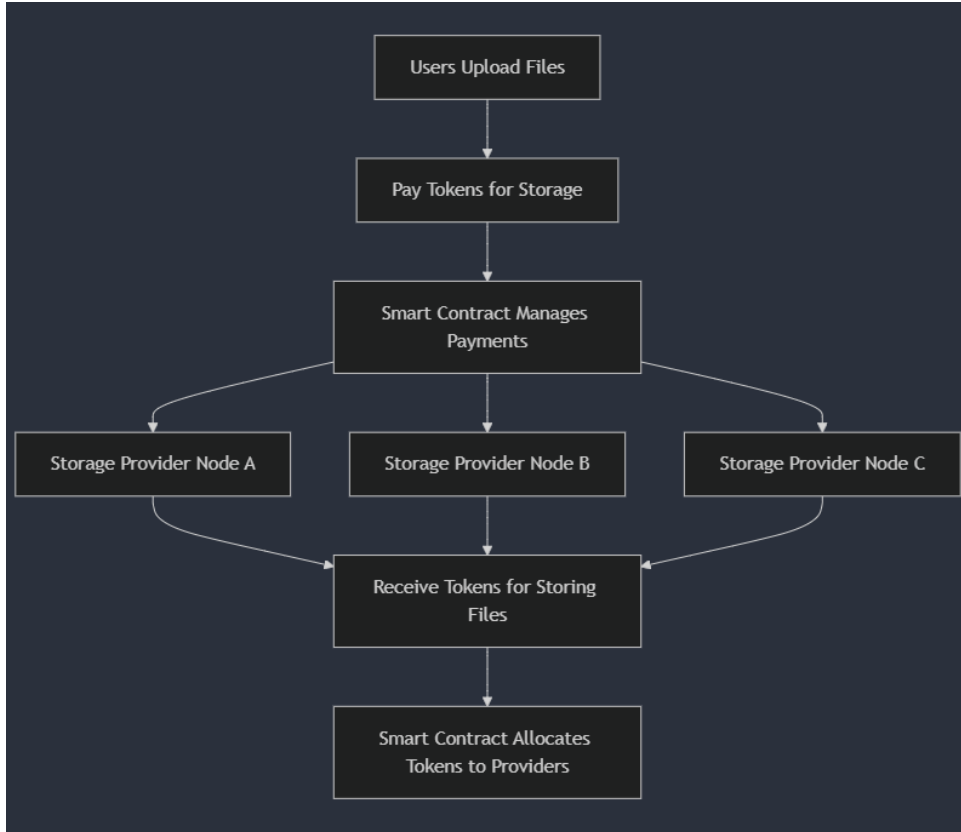 Users Upload Files
Pay Tokens for Storage
Smart Contract Manages
Payments
Storage Provider Node A
Storage Provider Node B
Storage Provider Node C
Receive Tokens for Storing
Files
Smart Contract Allocates
Tokens to Providers